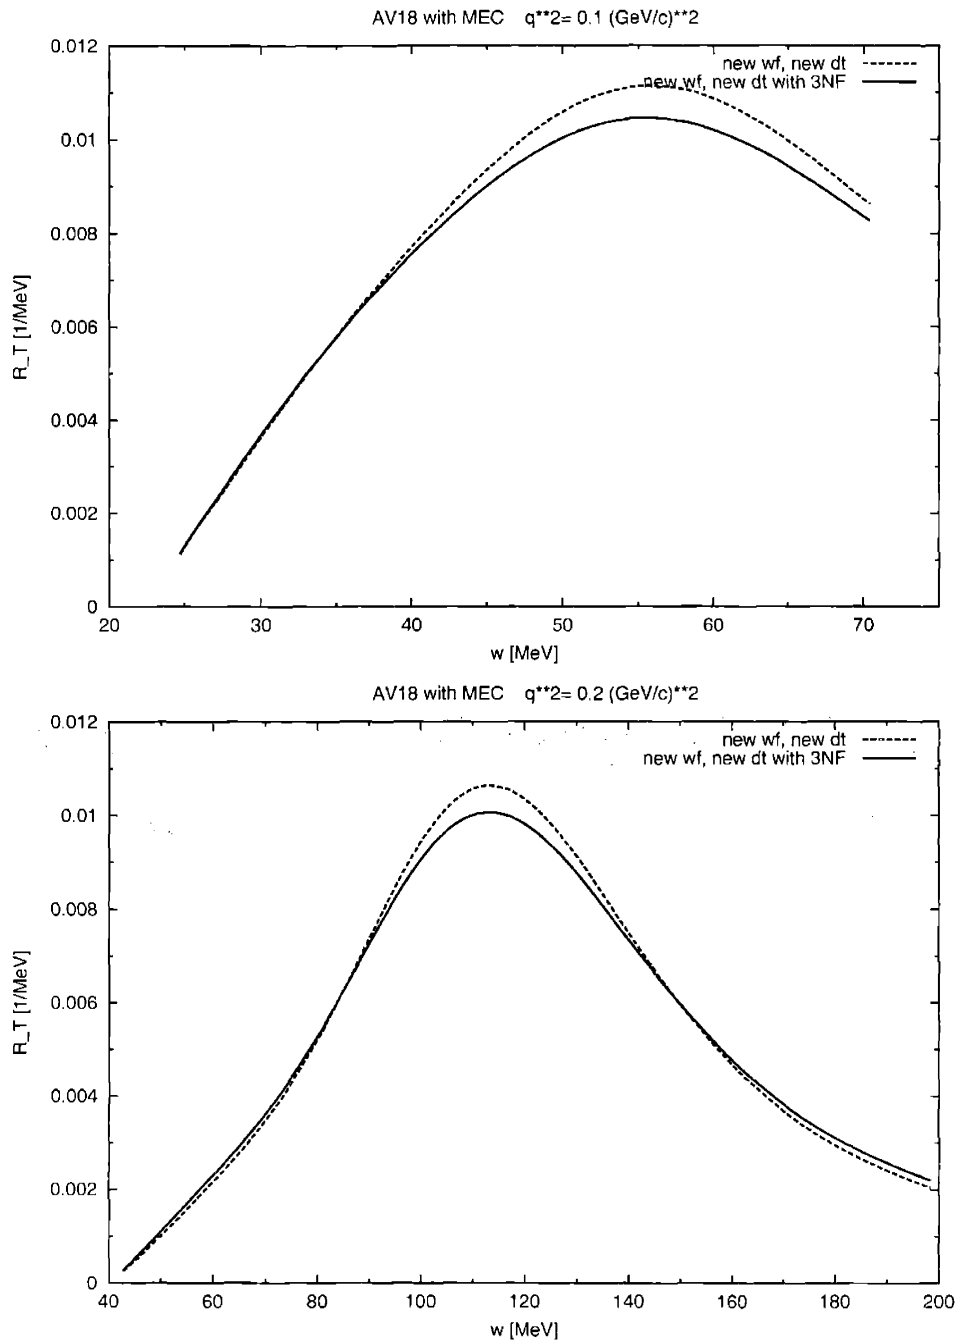 AV18 with MEC q**2= 0.1 (GeV/c)**2
0.012
new wf, new dt
new wf, new dt with 3NF
0.01
0.008
0.006
0.004
0.002
0
R_T [1/MeV]
20 30 40 50 60 70
w [MeV]
AV18 with MEC q**2= 0.2 (GeV/c)**2
0.012
new wf, new dt
new wf, new dt with 3NF
0.01
0.008
0.006
0.004
0.002
0
R_T [1/MeV]
40 60 80 100 120 140 160 180 200
w [MeV]